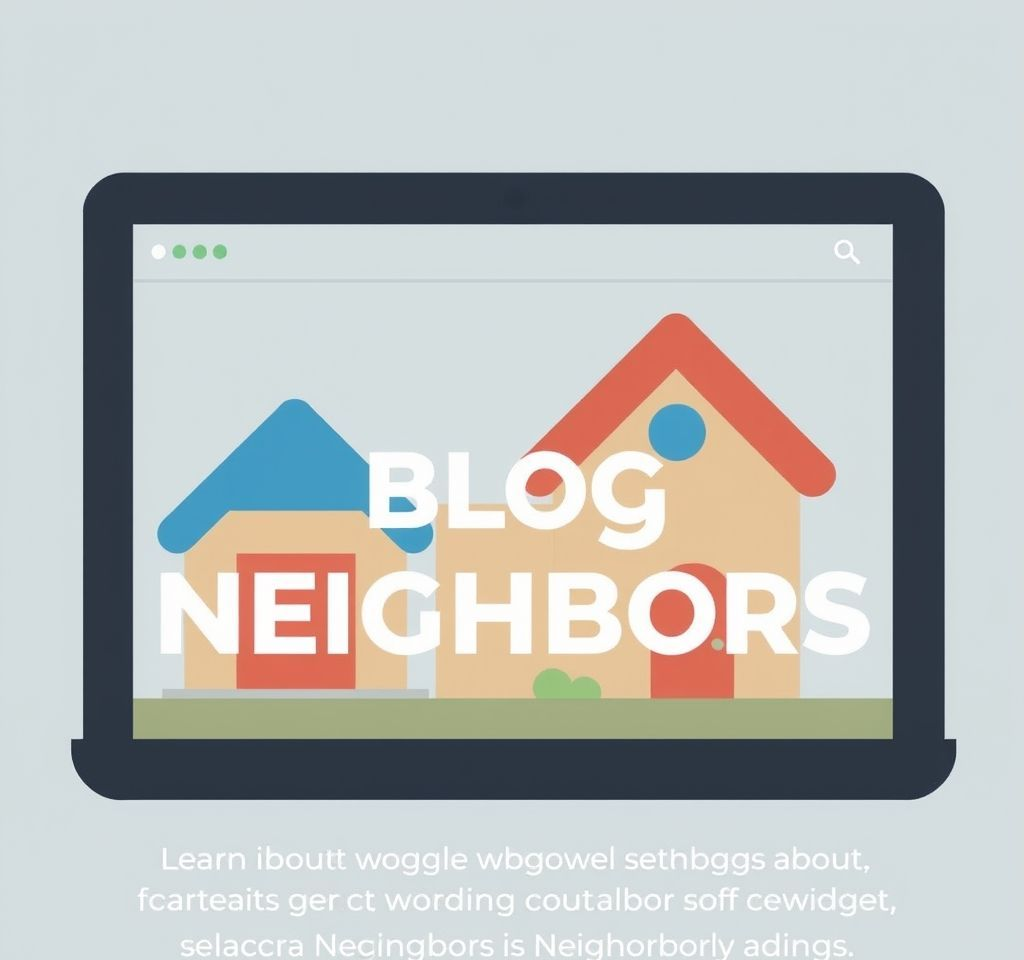 BLOg
NEIGHBORS
Learn iboutt woggle wbgowel sethbggs about,
fcarteaits ger ct wording coutalbor soff cewidget,
selaccra Necingbors is Neighorborly adings.